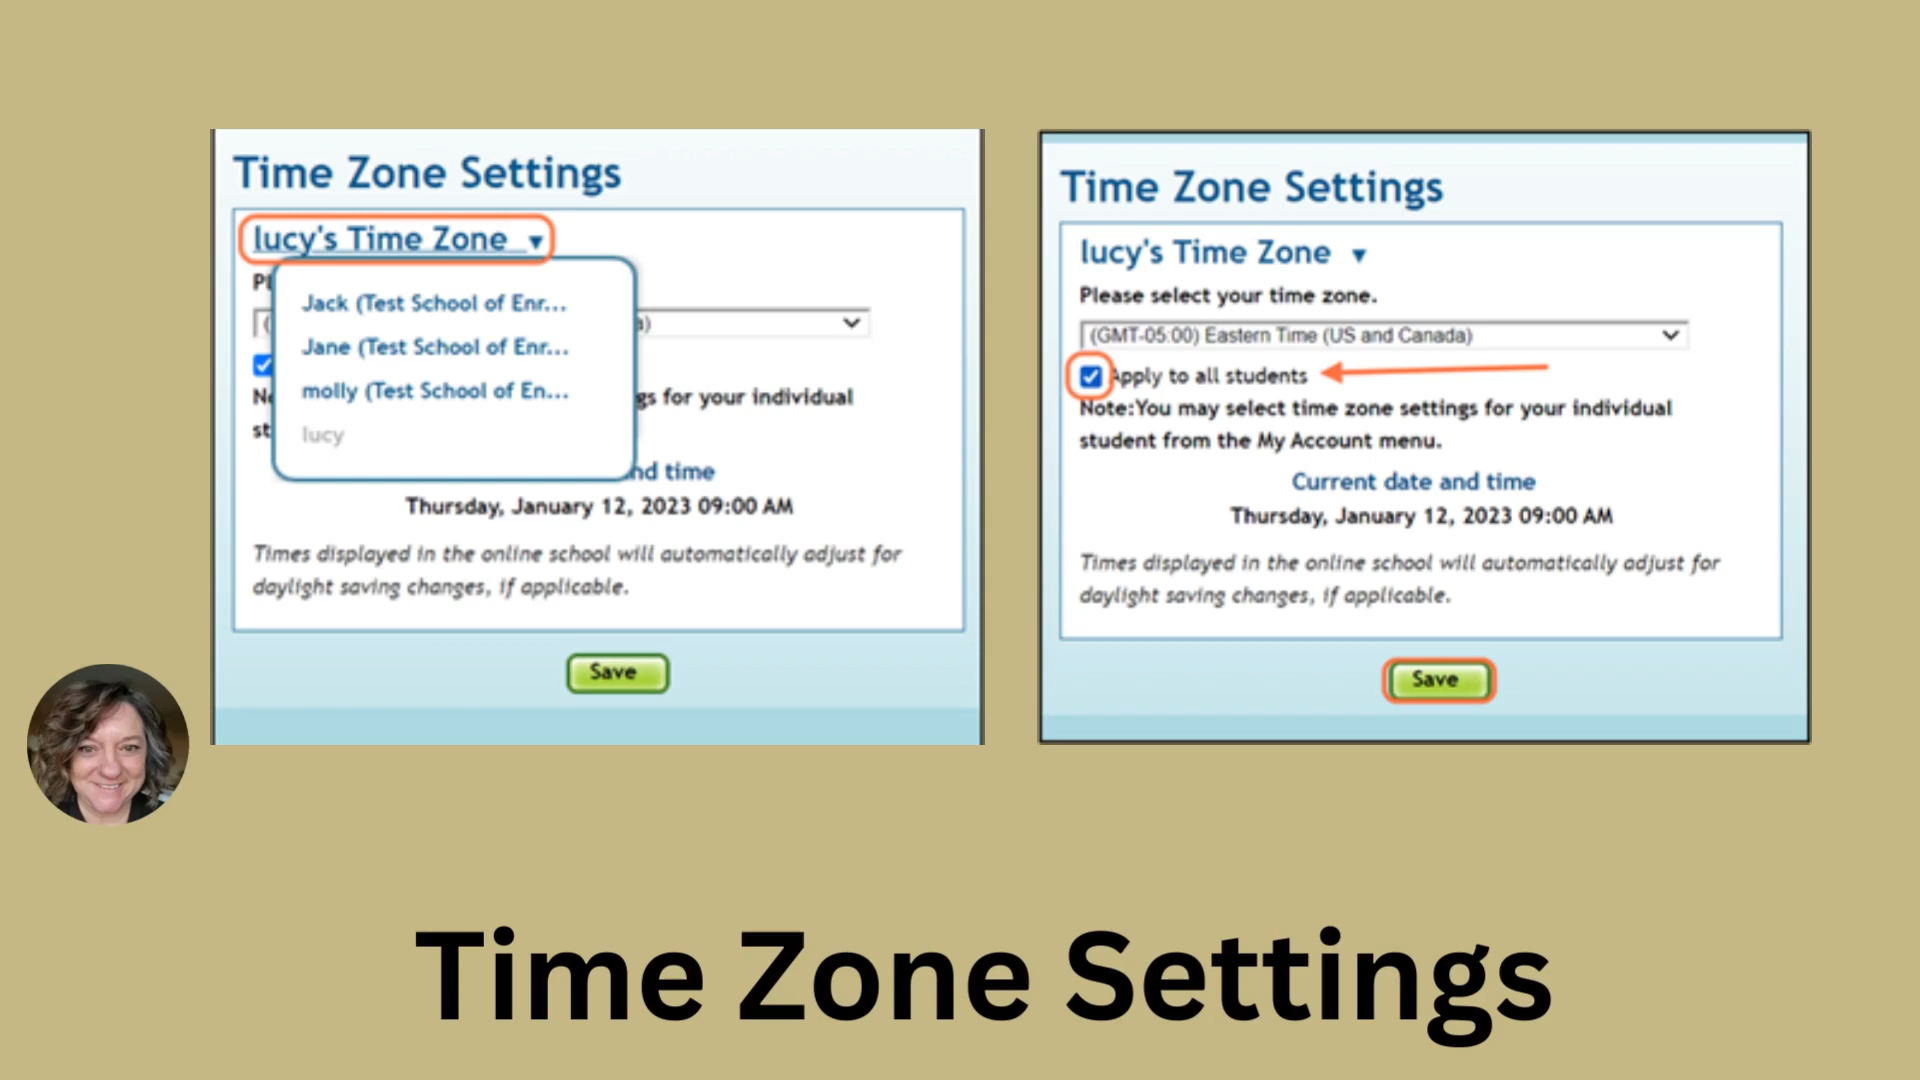 Time Zone Settings
lucy's Time Zone ▼
Jack (Test School of Enr...
Jane (Test School of Enr...
molly (Test School of En...
gs for your individual
st
lucy
nd time
Thursday, January 12, 2023 09:00 AM
Times displayed in the online school will automatically adjust for
daylight saving changes, if applicable.
Save
Time Zone Settings
lucy's Time Zone ▼
Please select your time zone.
(GMT-05:00) Eastern Time (US and Canada)
Apply to all students
Note:You may select time zone settings for your individual
student from the My Account menu.
Current date and time
Thursday, January 12, 2023 09:00 AM
Times displayed in the online school will automatically adjust for
daylight saving changes, if applicable.
Save
Time Zone Settings